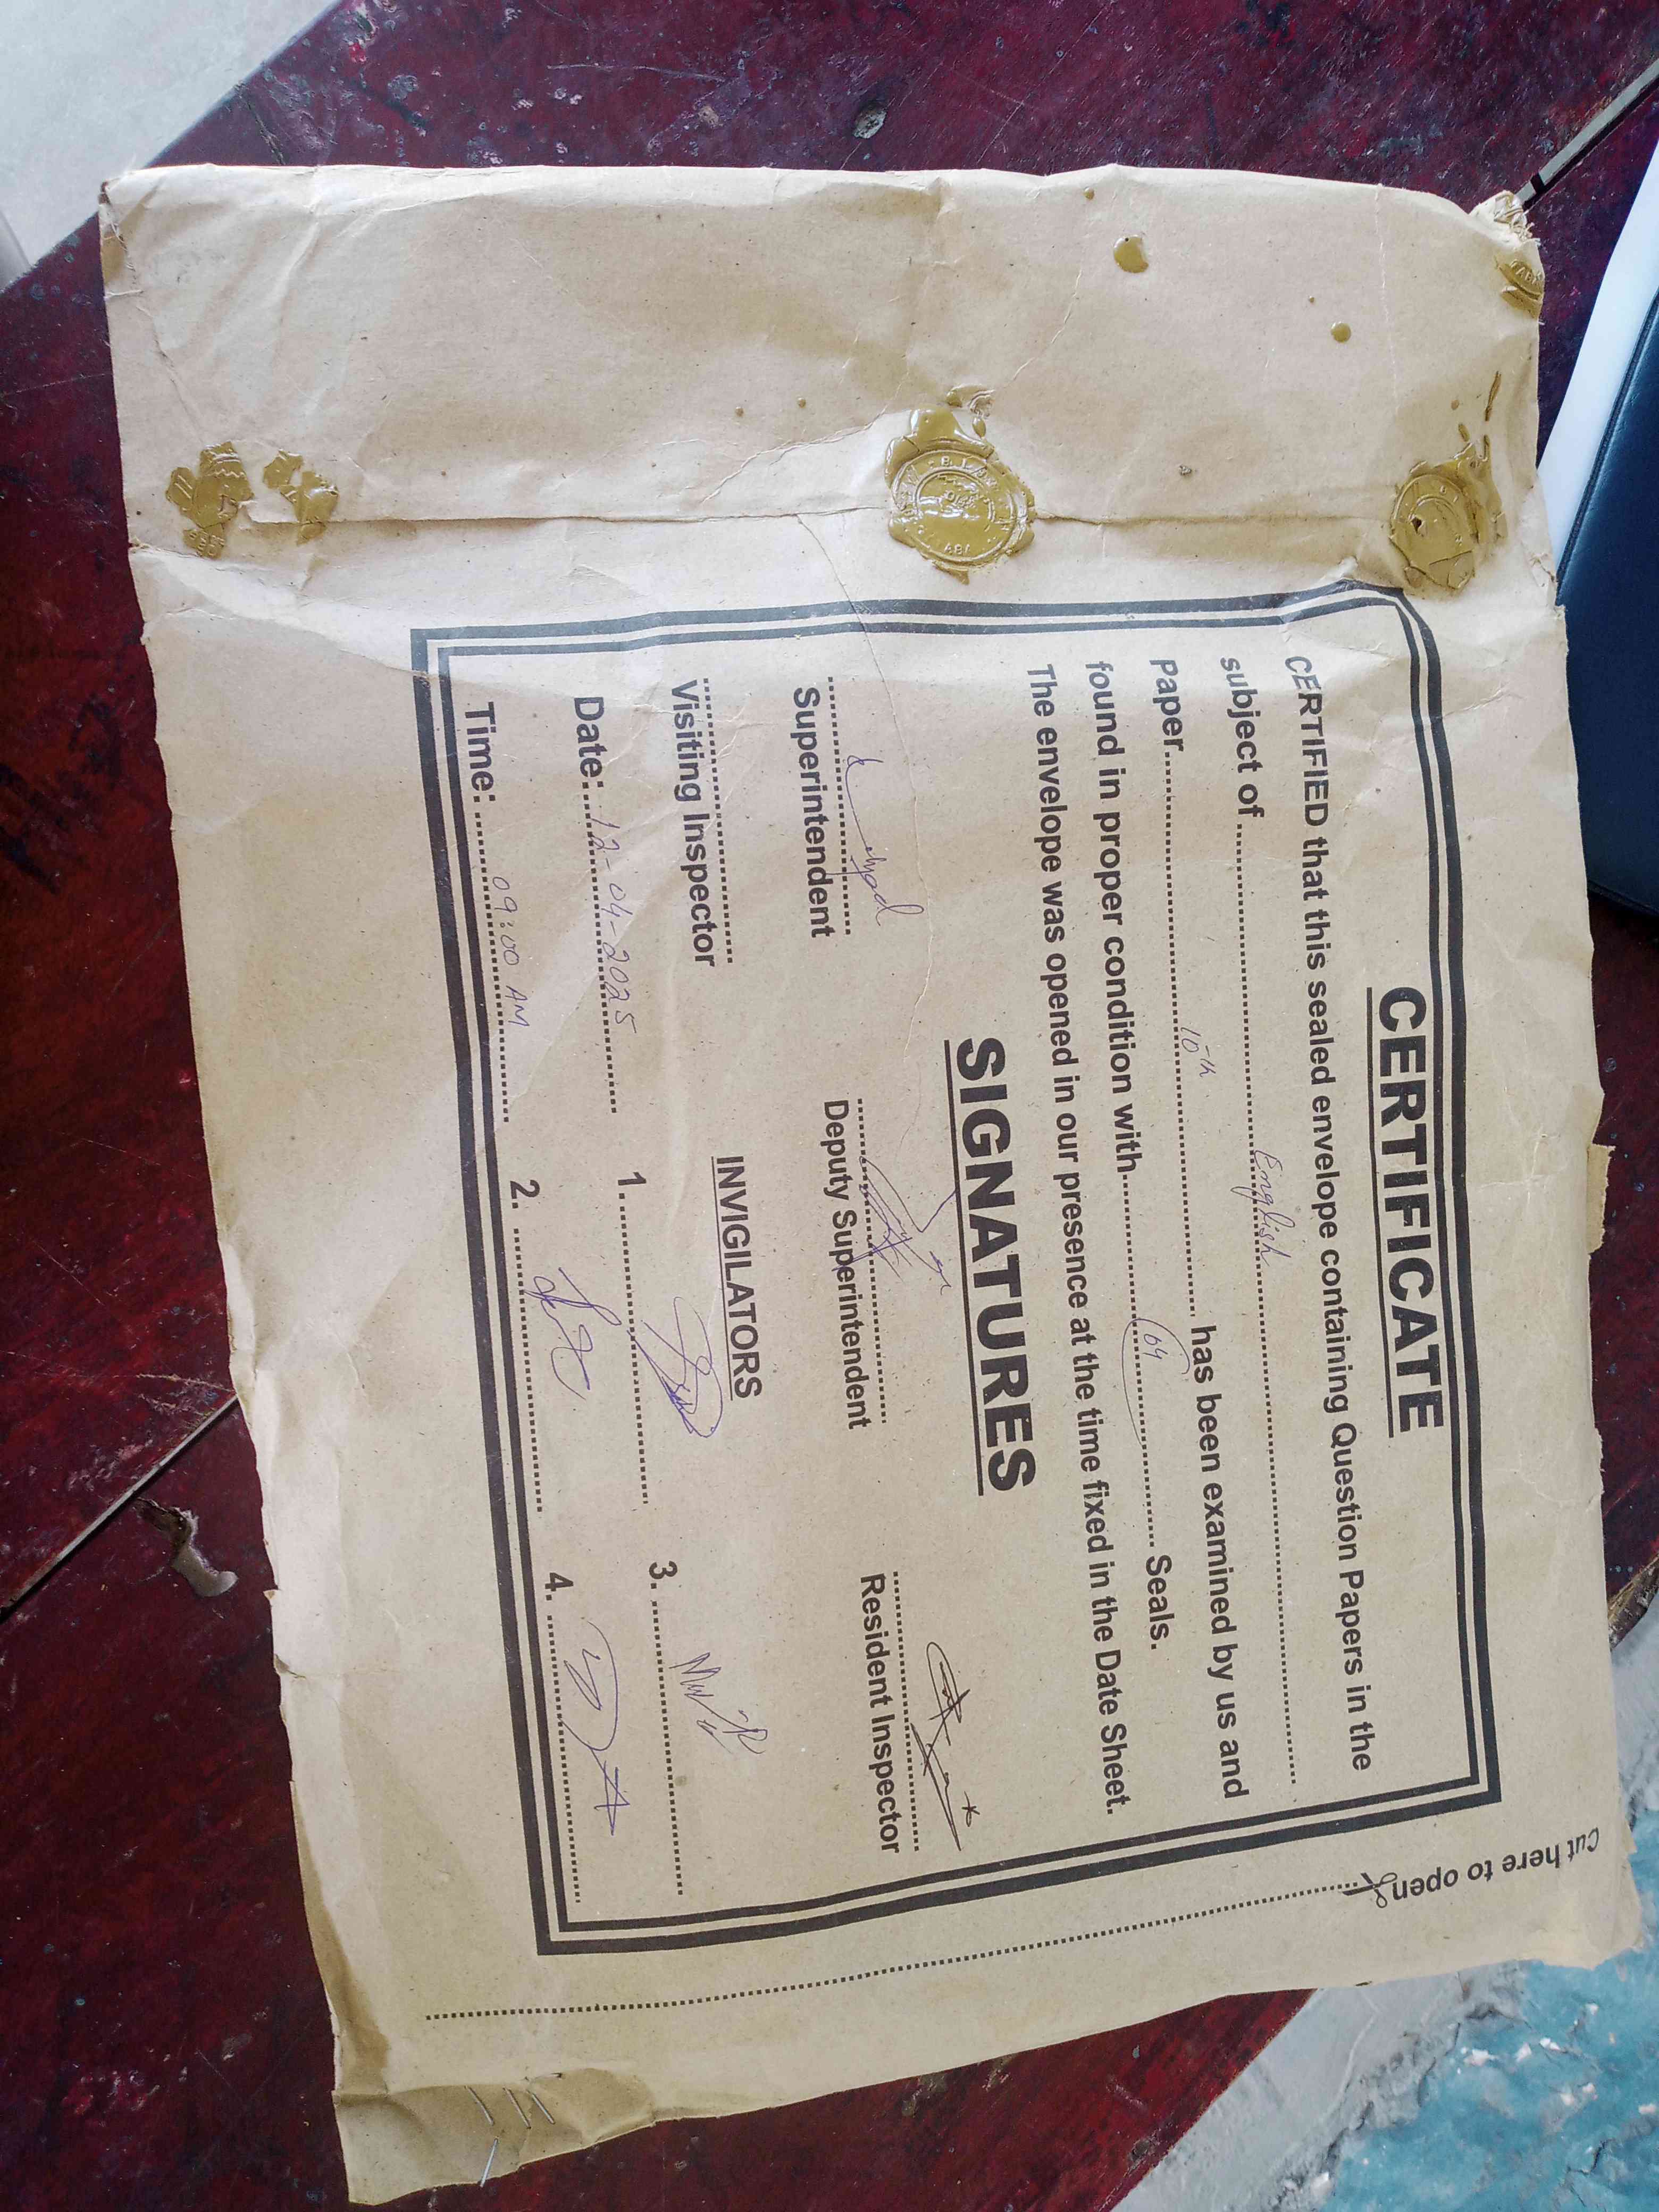 CERTIFICATE
CERTIFIED that this sealed envelope containing Question Papers in the
subject of English
Paper 10th has been examined by us and
found in proper condition with 04 Seals.
The envelope was opened in our presence at the time fixed in the Date Sheet.
SIGNATURES
Superintendent Deputy Superintendent Resident Inspector
Visiting Inspector
INVIGILATORS
Date: 12-04-2025 1. 3.
Time: 09:00 AM 2. 4.
Cut here to open